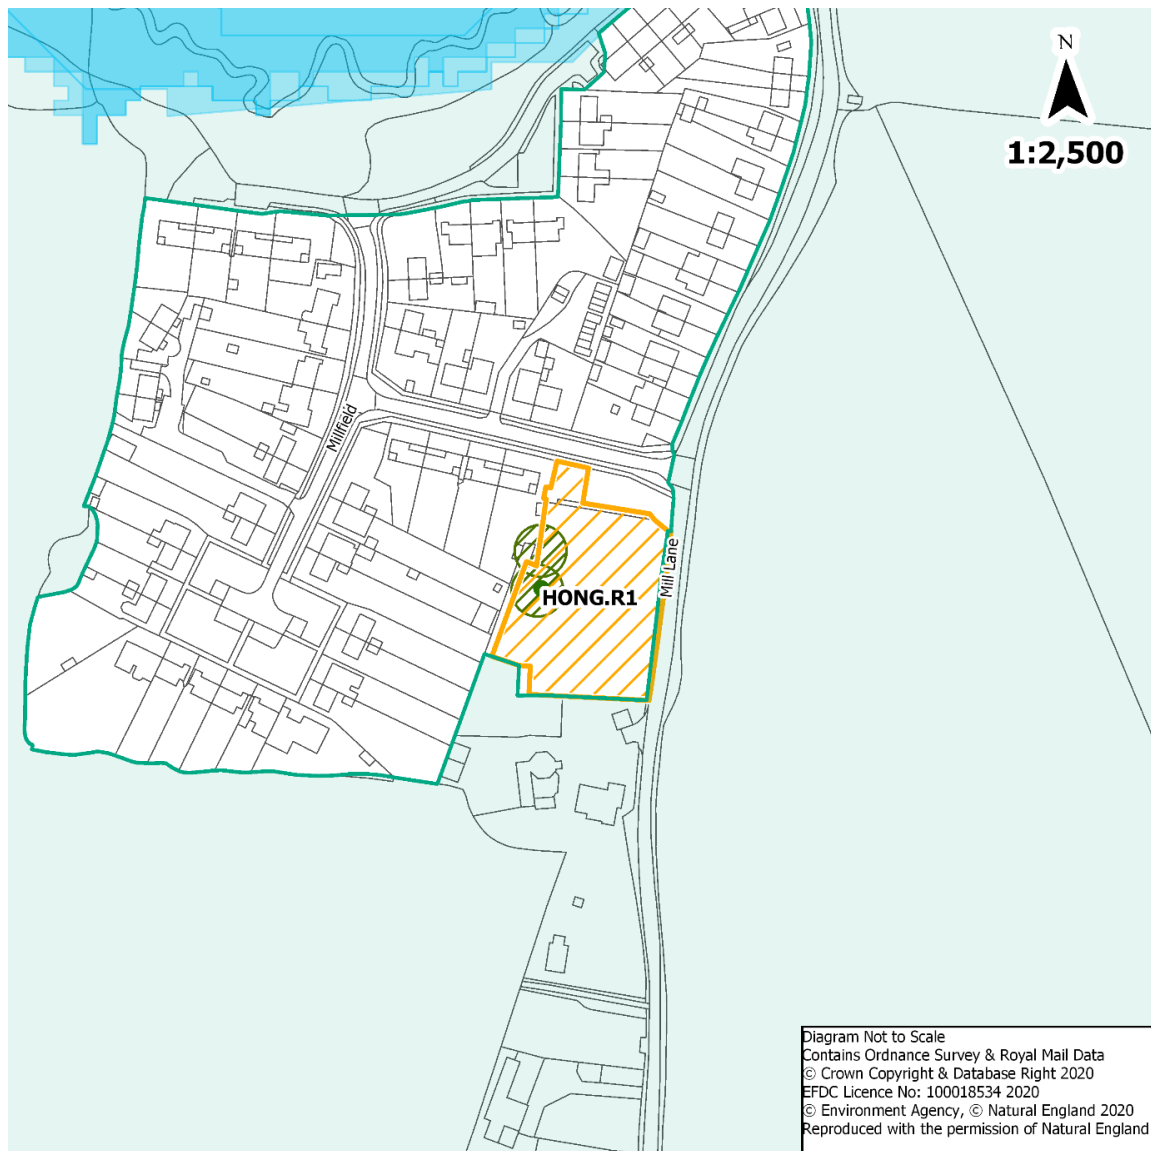 N
1:2,500
Millfield
Mill Lane
HONG.R1
Diagram Not to Scale
Contains Ordnance Survey & Royal Mail Data
© Crown Copyright & Database Right 2020
EFDC Licence No: 100018534 2020
© Environment Agency, © Natural England 2020
Reproduced with the permission of Natural England